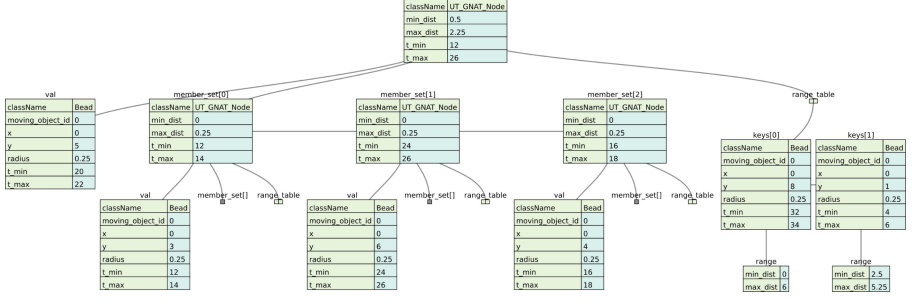 className UT_GNAT_Node
min_dist 0.5
max_dist 2.25
t_min 12
t_max 26
val
className Bead
moving_object_id 0
x 0
y 5
radius 0.25
t_min 20
t_max 22
member_set[0]
className UT_GNAT_Node
min_dist 0
max_dist 0.25
t_min 12
t_max 14
member_set[1]
className UT_GNAT_Node
min_dist 0
max_dist 0.25
t_min 24
t_max 26
member_set[2]
className UT_GNAT_Node
min_dist 0
max_dist 0.25
t_min 16
t_max 18
range_table
keys[0]
className Bead
moving_object_id 0
x 0
y 8
radius 0.25
t_min 32
t_max 34
keys[1]
className Bead
moving_object_id 0
x 0
y 1
radius 0.25
t_min 4
t_max 6
val
className Bead
moving_object_id 0
x 0
y 3
radius 0.25
t_min 12
t_max 14
member_set[]
range_table
val
className Bead
moving_object_id 0
x 0
y 6
radius 0.25
t_min 24
t_max 26
member_set[]
range_table
val
className Bead
moving_object_id 0
x 0
y 4
radius 0.25
t_min 16
t_max 18
member_set[]
range_table
range
min_dist 0
max_dist 6
range
min_dist 2.5
max_dist 5.25